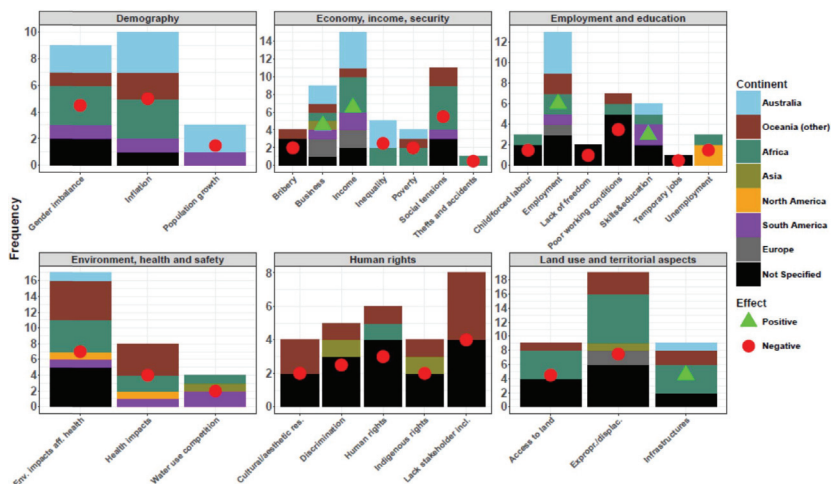 Demography
Economy, income, security
Employment and education
10
8
6
4
2
0
14
12
10
8
6
4
2
0
12
10
8
6
4
2
0
Gender imbalance
Inflation
Population growth
Bribery
Business
Income
Inequality
Poverty
Social tensions
Thefts and accidents
Child/forced labour
Employment
Lack of freedom
Poor working conditions
Skills&education
Temporary jobs
Unemployment
Frequency
Environment, health and safety
Human rights
Land use and territorial aspects
16
14
12
10
8
6
4
2
0
8
6
4
2
0
18
16
14
12
10
8
6
4
2
0
Env. impacts aff. health
Health impacts
Water use competition
Cultural/aesthetic res.
Discrimination
Human rights
Indigenous rights
Lack stakeholder incl.
Access to land
Expropr./displac.
Infrastructures
Continent
Australia
Oceania (other)
Africa
Asia
North America
South America
Europe
Not Specified
Effect
Positive
Negative